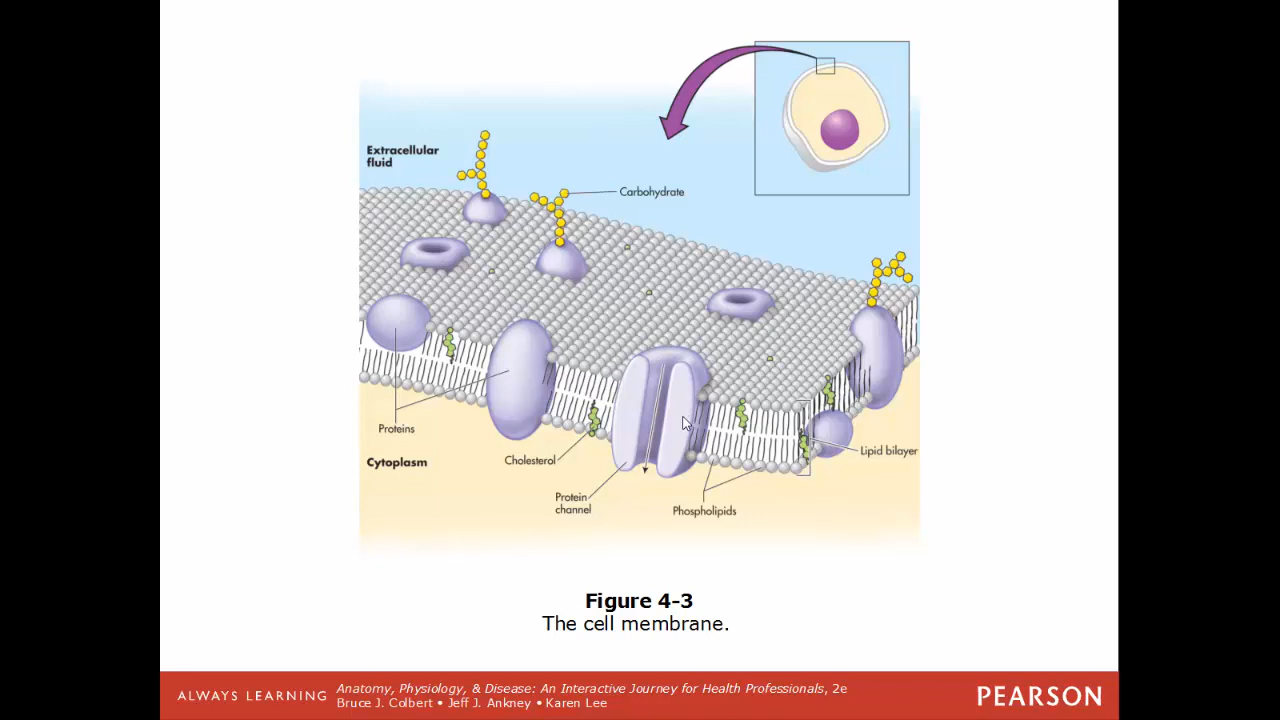 Extracellular
fluid
Carbohydrate
Proteins
Cytoplasm
Cholesterol
Lipid bilayer
Protein
channel
Phospholipids
Figure 4-3
The cell membrane.
ALWAYS LEARNING
Anatomy, Physiology, & Disease: An Interactive Journey for Health Professionals, 2e
Bruce J. Colbert • Jeff J. Ankney • Karen Lee
PEARSON